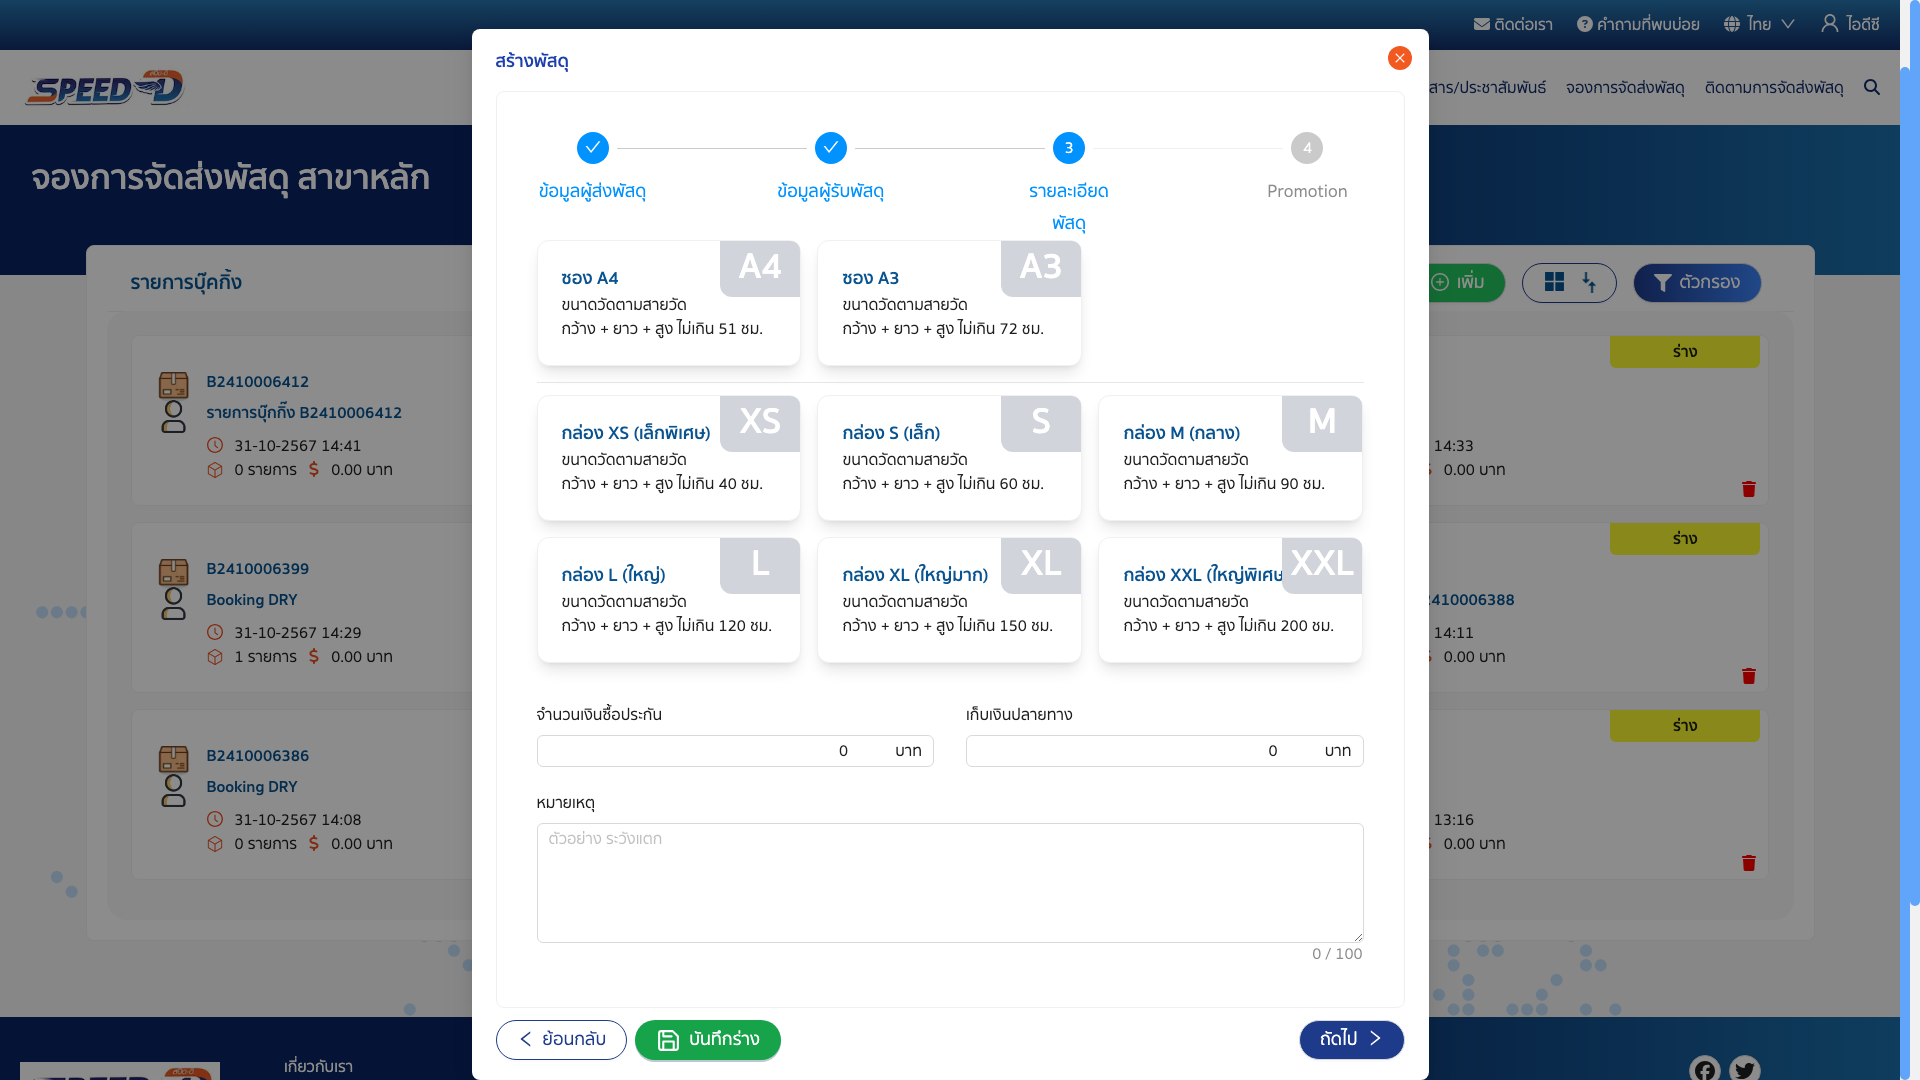 ติดต่อเรา
คำถามที่พบบ่อย
ไทย
ไอดีซี
สร้างพัสดุ
SPEED-D
สาร/ประชาสัมพันธ์
จองการจัดส่งพัสดุ
ติดตามการจัดส่งพัสดุ
จองการจัดส่งพัสดุ สาขาหลัก
3
4
ข้อมูลผู้ส่งพัสดุ
ข้อมูลผู้รับพัสดุ
รายละเอียด
พัสดุ
Promotion
รายการบุ๊คกิ้ง
เพิ่ม
ตัวกรอง
ซอง A4
A4
ขนาดวัดตามสายวัด
กว้าง + ยาว + สูง ไม่เกิน 51 ซม.
ซอง A3
A3
ขนาดวัดตามสายวัด
กว้าง + ยาว + สูง ไม่เกิน 72 ซม.
กล่อง XS (เล็กพิเศษ)
XS
ขนาดวัดตามสายวัด
กว้าง + ยาว + สูง ไม่เกิน 40 ซม.
กล่อง S (เล็ก)
S
ขนาดวัดตามสายวัด
กว้าง + ยาว + สูง ไม่เกิน 60 ซม.
กล่อง M (กลาง)
M
ขนาดวัดตามสายวัด
กว้าง + ยาว + สูง ไม่เกิน 90 ซม.
กล่อง L (ใหญ่)
L
ขนาดวัดตามสายวัด
กว้าง + ยาว + สูง ไม่เกิน 120 ซม.
กล่อง XL (ใหญ่มาก)
XL
ขนาดวัดตามสายวัด
กว้าง + ยาว + สูง ไม่เกิน 150 ซม.
กล่อง XXL (ใหญ่พิเศษ
XXL
ขนาดวัดตามสายวัด
กว้าง + ยาว + สูง ไม่เกิน 200 ซม.
จำนวนเงินซื้อประกัน
0 บาท
เก็บเงินปลายทาง
0 บาท
หมายเหตุ
ตัวอย่าง ระวังแตก
0 / 100
ย้อนกลับ
บันทึกร่าง
ถัดไป
B2410006412
รายการบุ๊กกิ๊ง B2410006412
31-10-2567 14:41
0 รายการ $ 0.00 บาท
B2410006399
Booking DRY
31-10-2567 14:29
1 รายการ $ 0.00 บาท
B2410006386
Booking DRY
31-10-2567 14:08
0 รายการ $ 0.00 บาท
ร่าง
14:33
0.00 บาท
ร่าง
2410006388
14:11
0.00 บาท
ร่าง
13:16
0.00 บาท
เกี่ยวกับเรา